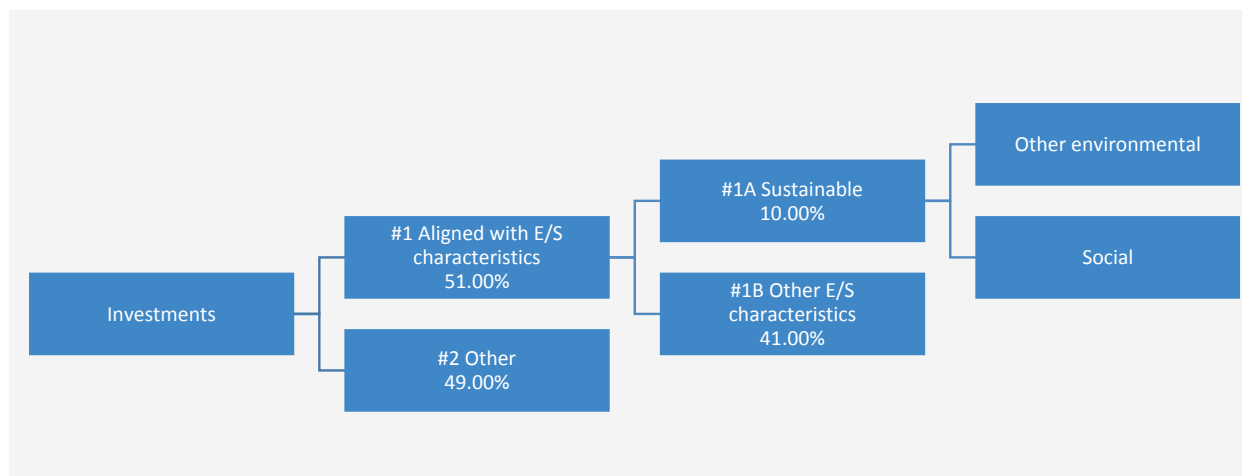 Investments
#1 Aligned with E/S
characteristics
51.00%
#2 Other
49.00%
#1A Sustainable
10.00%
#1B Other E/S
characteristics
41.00%
Other environmental
Social